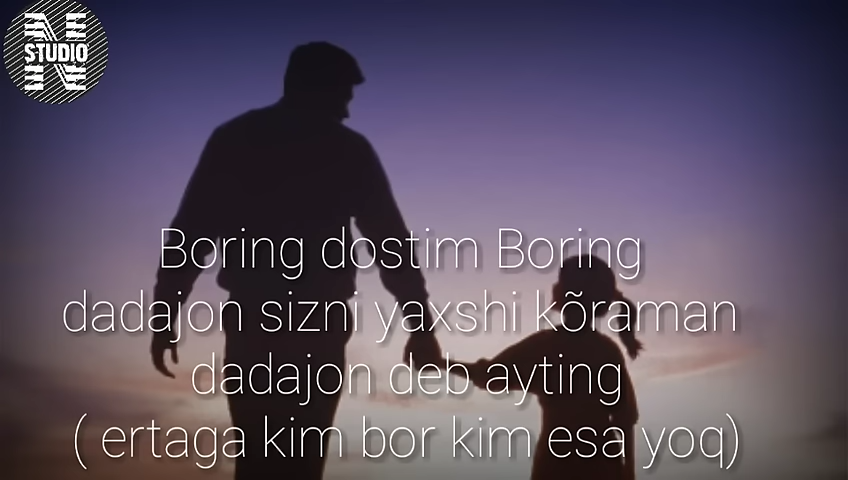 N
STUDIO
Boring dostim Boring
dadajon sizni yaxshi kõraman
dadajon deb ayting
( ertaga kim bor kim esa yoq)